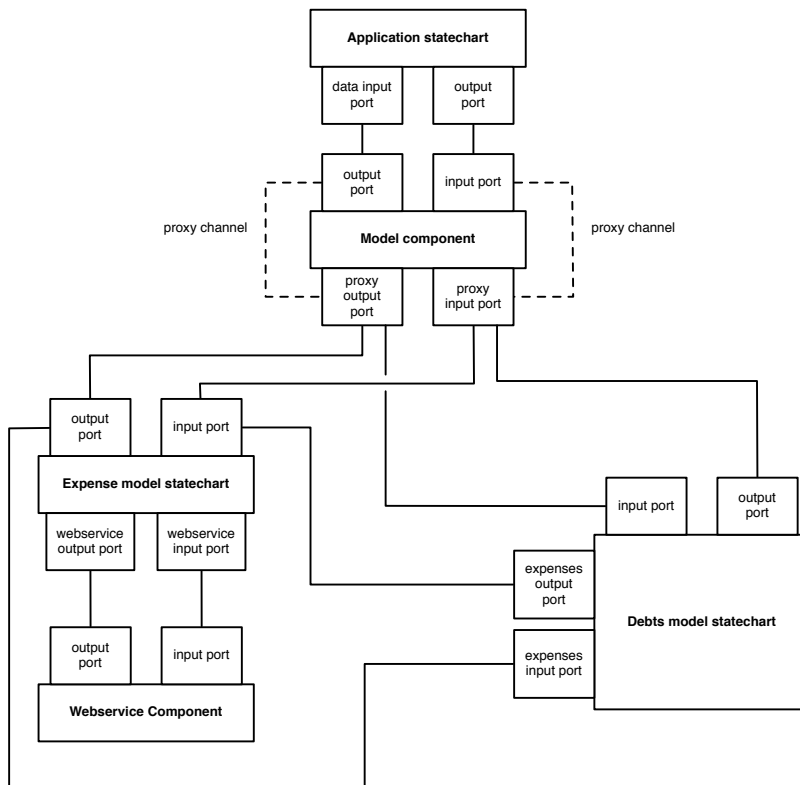 Application statechart
data input
port
output
port
output
port
input port
proxy channel
proxy channel
Model component
proxy
output
port
proxy
input port
output
port
input port
Expense model statechart
input port
output
port
webservice
output port
webservice
input port
expenses
output
port
Debts model statechart
output
port
input port
expenses
input port
Webservice Component